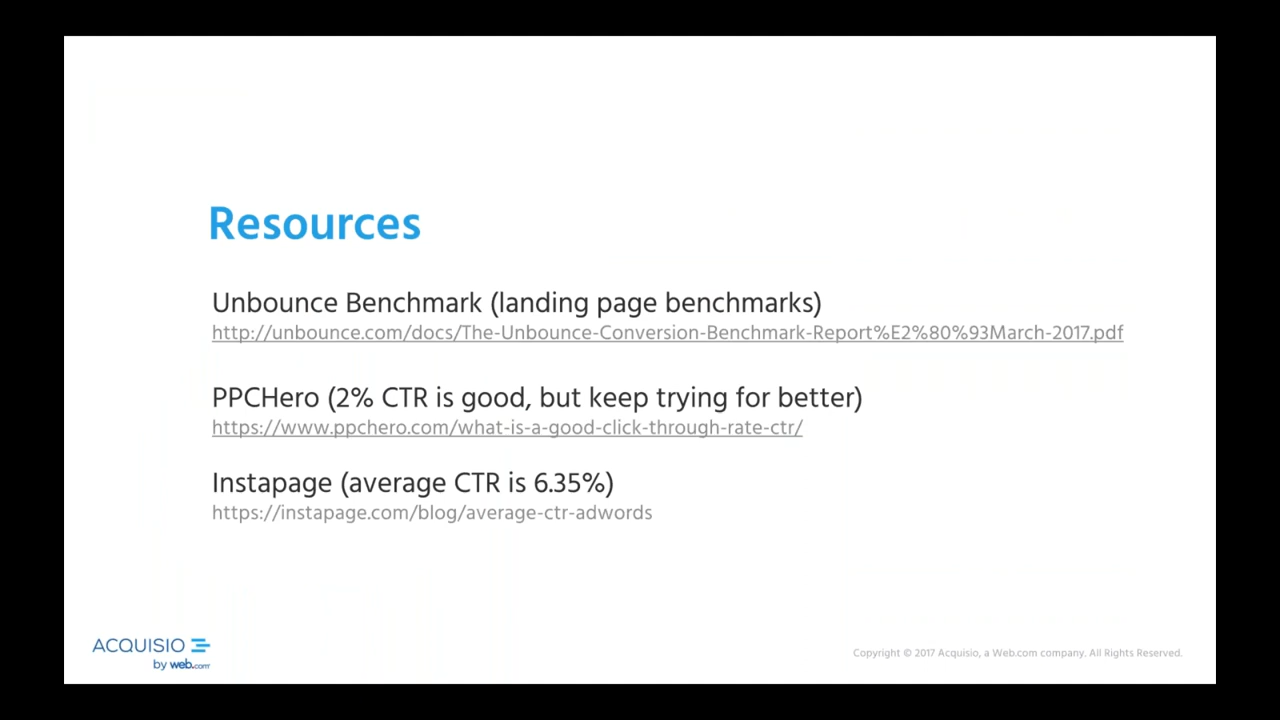 Resources
Unbounce Benchmark (landing page benchmarks)
http://unbounce.com/docs/The-Unbounce-Conversion-Benchmark-Report%E2%80%93March-2017.pdf
PPCHero (2% CTR is good, but keep trying for better)
https://www.ppchero.com/what-is-a-good-click-through-rate-ctr/
Instapage (average CTR is 6.35%)
https://instapage.com/blog/average-ctr-adwords
ACQUISIO
by web.com
Copyright © 2017 Acquisio, a Web.com company. All Rights Reserved.